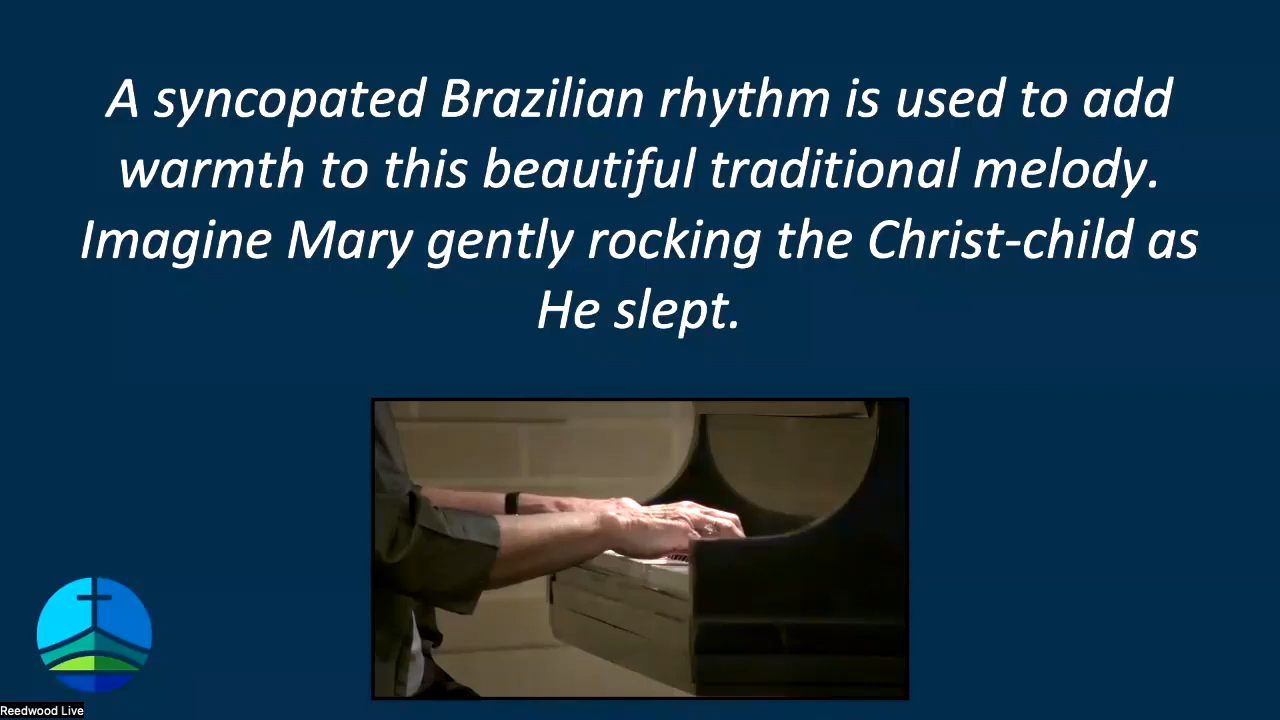 A syncopated Brazilian rhythm is used to add
warmth to this beautiful traditional melody.
Imagine Mary gently rocking the Christ-child as
He slept.
Reedwood Live